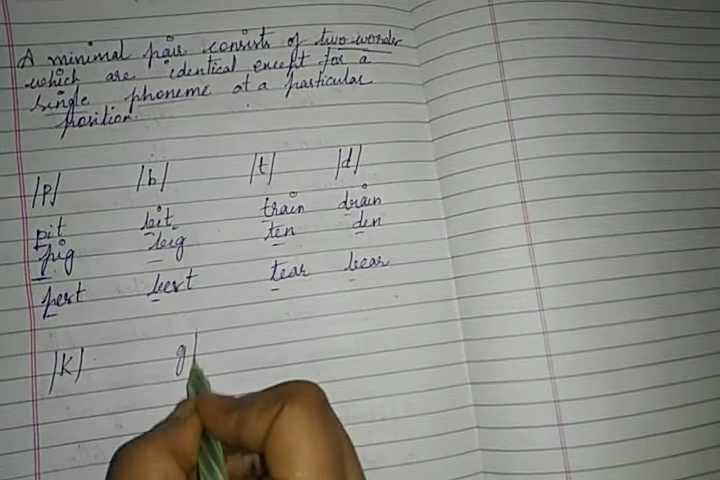 A minimal pair consists of two words
which are identical except for a
single phoneme at a particular
position.
/p/ /b/ /t/ /d/
pit bit train drain
pig big ten den
pest best tear bear
/K/ g/